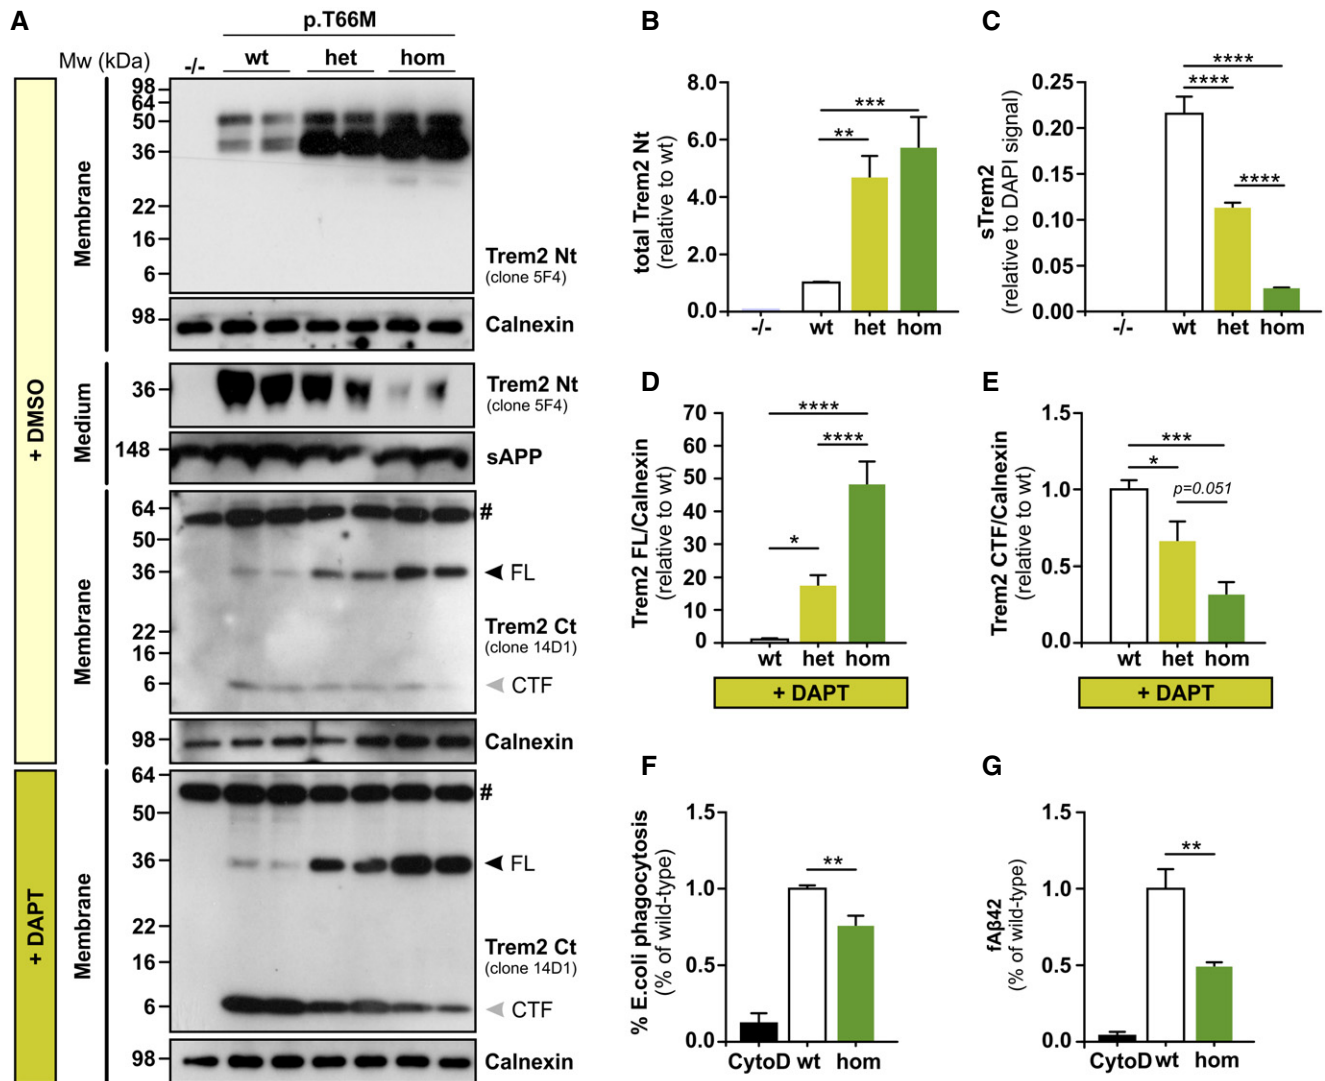 A
p.T66M
Mw (kDa)
-/-
wt
het
hom
+ DMSO
Membrane
98
64
50
36
22
16
6
Trem2 Nt
(clone 5F4)
98
Calnexin
Medium
36
Trem2 Nt
(clone 5F4)
148
sAPP
Membrane
64
#
50
36
FL
22
Trem2 Ct
16
(clone 14D1)
6
CTF
98
Calnexin
+ DAPT
Membrane
64
#
50
36
FL
22
Trem2 Ct
16
(clone 14D1)
6
CTF
98
Calnexin
B
total Trem2 Nt
(relative to wt)
8.0
6.0
4.0
2.0
0.0
***
**
-/- wt het hom
C
sTrem2
(relative to DAPI signal)
0.25
0.20
0.15
0.10
0.05
0.00
****
****
****
-/- wt het hom
D
Trem2 FL/Calnexin
(relative to wt)
70
60
50
40
30
20
10
0
****
****
*
wt het hom
+ DAPT
E
Trem2 CTF/Calnexin
(relative to wt)
1.5
1.0
0.5
0.0
***
*
p=0.051
wt het hom
+ DAPT
F
% E.coli phagocytosis
(% of wild-type)
1.5
1.0
0.5
0.0
**
CytoD wt hom
G
fAβ42
(% of wild-type)
1.5
1.0
0.5
0.0
**
CytoD wt hom